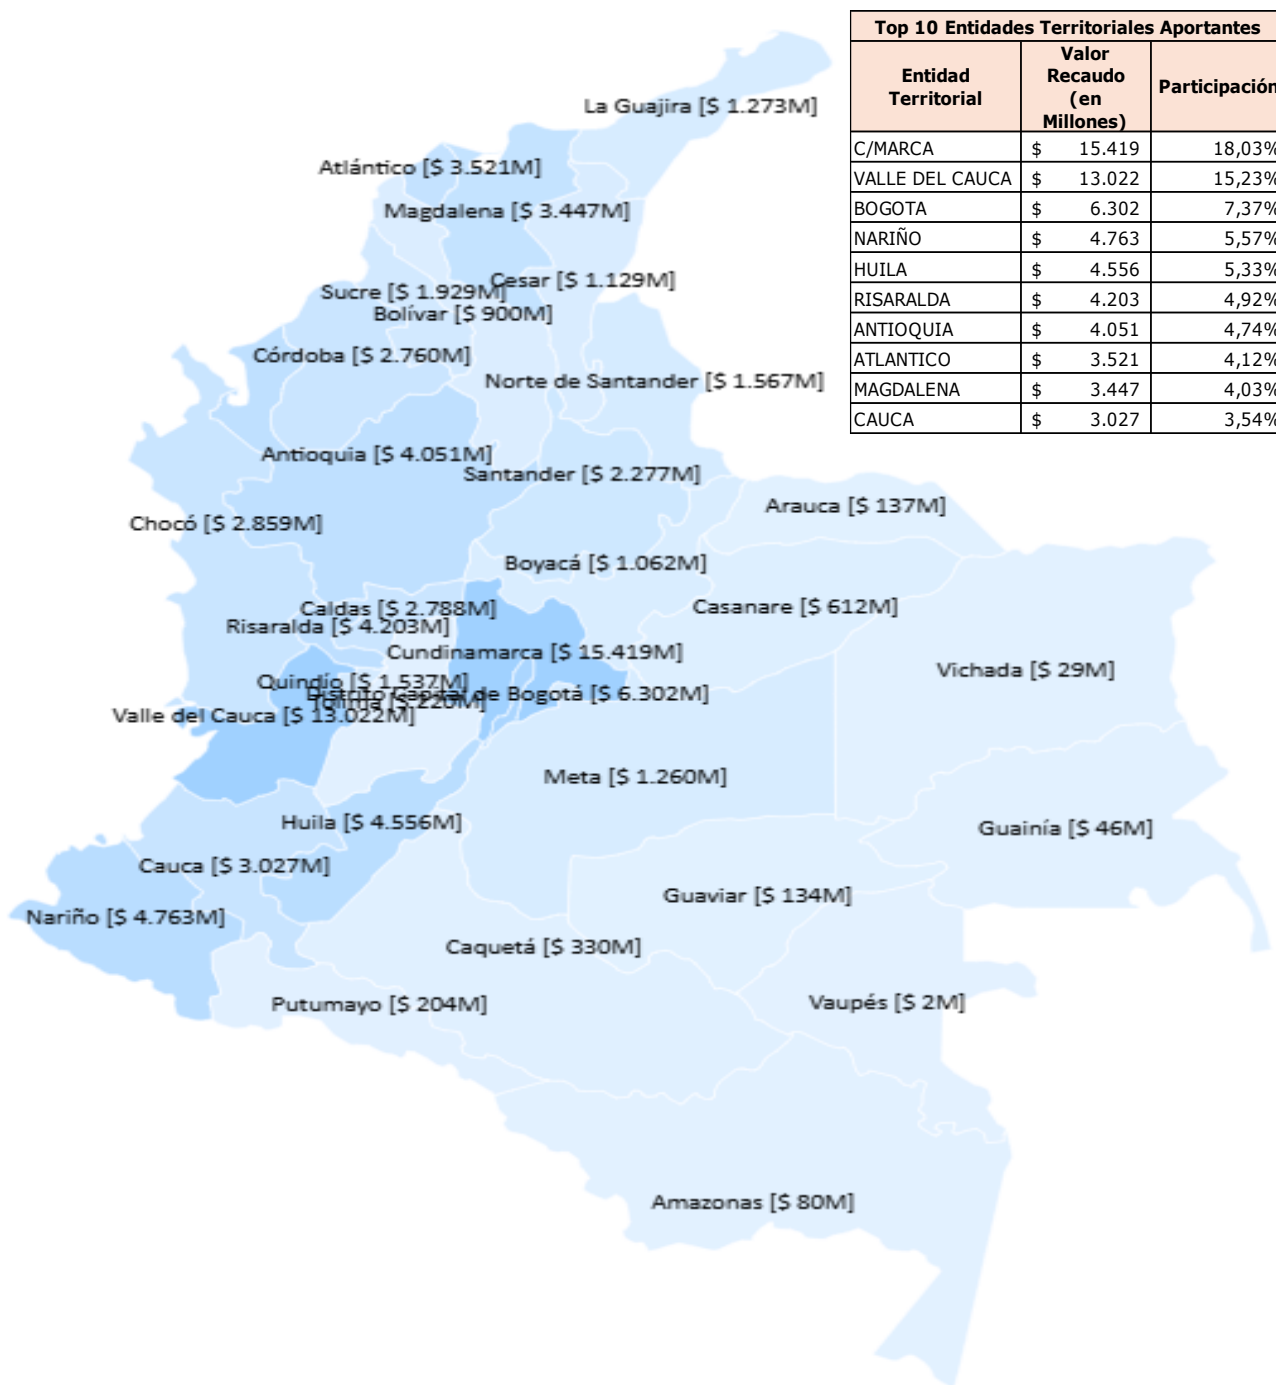 Top 10 Entidades Territoriales Aportantes
Entidad Territorial | Valor Recaudo (en Millones) | Participación
C/MARCA $ 15.419 18,03%
VALLE DEL CAUCA $ 13.022 15,23%
BOGOTA $ 6.302 7,37%
NARIÑO $ 4.763 5,57%
HUILA $ 4.556 5,33%
RISARALDA $ 4.203 4,92%
ANTIOQUIA $ 4.051 4,74%
ATLANTICO $ 3.521 4,12%
MAGDALENA $ 3.447 4,03%
CAUCA $ 3.027 3,54%
La Guajira [$ 1.273M]
Atlántico [$ 3.521M]
Magdalena [$ 3.447M]
Cesar [$ 1.129M]
Sucre [$ 1.929M]
Bolívar [$ 900M]
Córdoba [$ 2.760M]
Norte de Santander [$ 1.567M]
Antioquia [$ 4.051M]
Santander [$ 2.277M]
Arauca [$ 137M]
Chocó [$ 2.859M]
Boyacá [$ 1.062M]
Caldas [$ 2.788M]
Casanare [$ 612M]
Risaralda [$ 4.203M]
Cundinamarca [$ 15.419M]
Vichada [$ 29M]
Quindío [$ 1.537M]
Distrito Capital de Bogotá [$ 6.302M]
Tolima [$ 220M]
Valle del Cauca [$ 13.022M]
Meta [$ 1.260M]
Huila [$ 4.556M]
Guainía [$ 46M]
Cauca [$ 3.027M]
Guaviar [$ 134M]
Nariño [$ 4.763M]
Caquetá [$ 330M]
Putumayo [$ 204M]
Vaupés [$ 2M]
Amazonas [$ 80M]